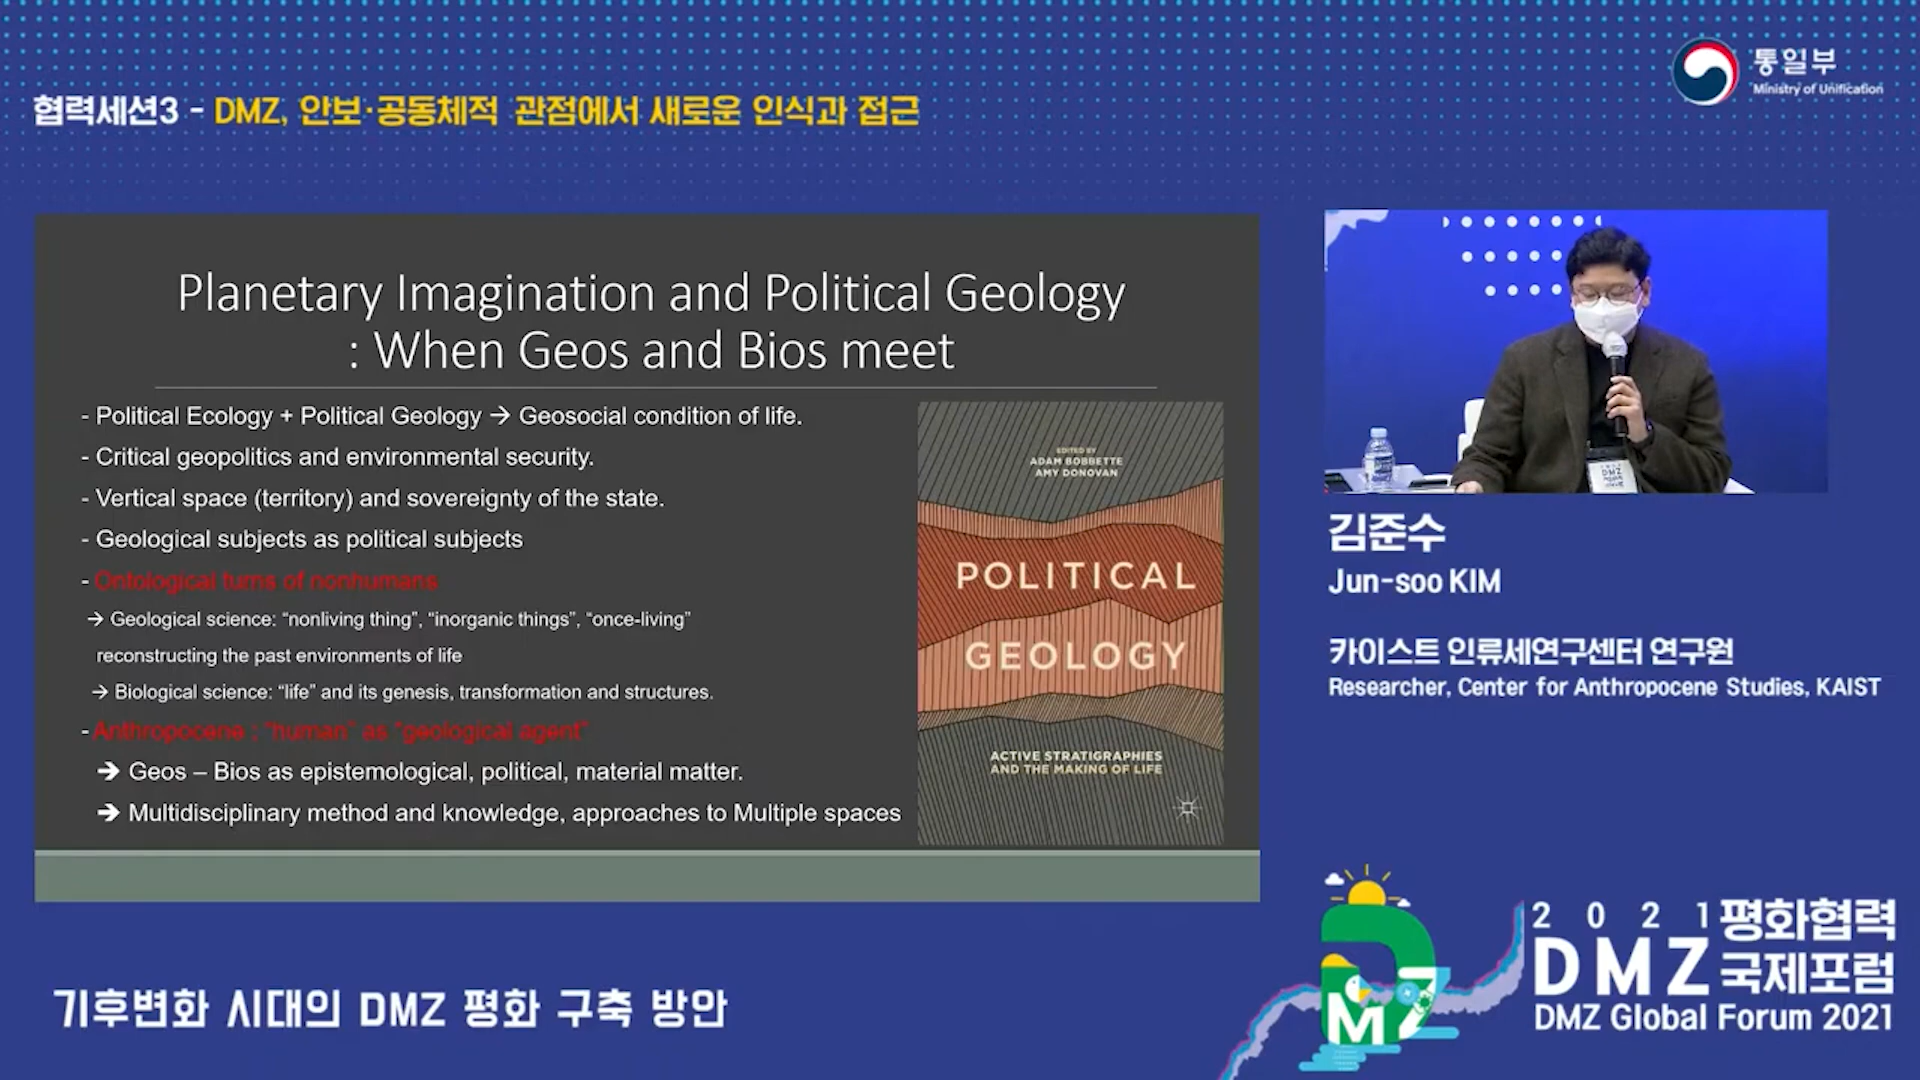 협력세션3 - DMZ, 안보·공동체적 관점에서 새로운 인식과 접근
통일부
Ministry of Unification
Planetary Imagination and Political Geology
: When Geos and Bios meet
- Political Ecology + Political Geology → Geosocial condition of life.
- Critical geopolitics and environmental security.
- Vertical space (territory) and sovereignty of the state.
- Geological subjects as political subjects
- Ontological turns of nonhumans
→ Geological science: “nonliving thing”, “inorganic things”, “once-living”
reconstructing the past environments of life
→ Biological science: “life” and its genesis, transformation and structures.
- Anthropocene : “human” as “geological agent”
→ Geos – Bios as epistemological, political, material matter.
→ Multidisciplinary method and knowledge, approaches to Multiple spaces
EDITED BY
ADAM BOBBETTE
AMY DONOVAN
POLITICAL
GEOLOGY
ACTIVE STRATIGRAPHIES
AND THE MAKING OF LIFE
DMZ
김준수
Jun-soo KIM
카이스트 인류세연구센터 연구원
Researcher, Center for Anthropocene Studies, KAIST
기후변화 시대의 DMZ 평화 구축 방안
DMZ
2021 평화협력
DMZ 국제포럼
DMZ Global Forum 2021